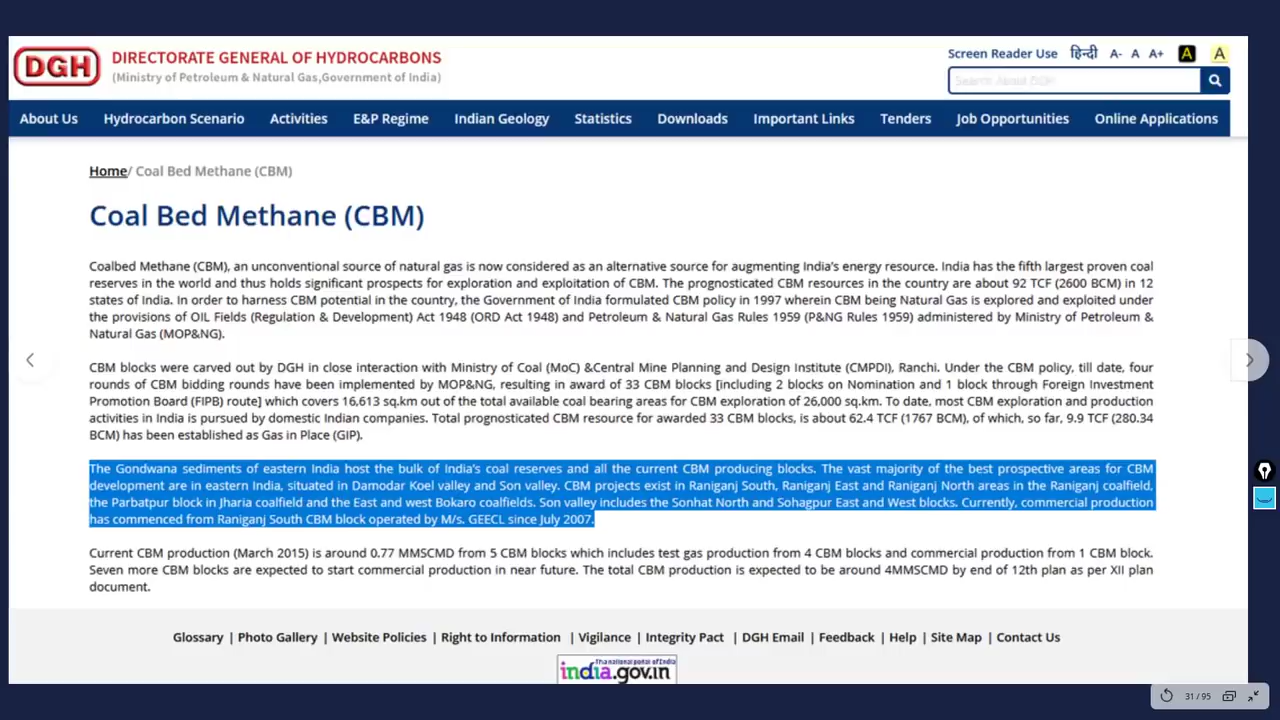 DGH
DIRECTORATE GENERAL OF HYDROCARBONS
(Ministry of Petroleum & Natural Gas,Government of India)
Screen Reader Use हिन्दी A- A A+ A A
Search About DGH
About Us Hydrocarbon Scenario Activities E&P Regime Indian Geology Statistics Downloads Important Links Tenders Job Opportunities Online Applications
Home/ Coal Bed Methane (CBM)
Coal Bed Methane (CBM)
Coalbed Methane (CBM), an unconventional source of natural gas is now considered as an alternative source for augmenting India's energy resource. India has the fifth largest proven coal
reserves in the world and thus holds significant prospects for exploration and exploitation of CBM. The prognosticated CBM resources in the country are about 92 TCF (2600 BCM) in 12
states of India. In order to harness CBM potential in the country, the Government of India formulated CBM policy in 1997 wherein CBM being Natural Gas is explored and exploited under
the provisions of OIL Fields (Regulation & Development) Act 1948 (ORD Act 1948) and Petroleum & Natural Gas Rules 1959 (P&NG Rules 1959) administered by Ministry of Petroleum &
Natural Gas (MOP&NG).
CBM blocks were carved out by DGH in close interaction with Ministry of Coal (MoC) &Central Mine Planning and Design Institute (CMPDI), Ranchi. Under the CBM policy, till date, four
rounds of CBM bidding rounds have been implemented by MOP&NG, resulting in award of 33 CBM blocks [including 2 blocks on Nomination and 1 block through Foreign Investment
Promotion Board (FIPB) route] which covers 16,613 sq.km out of the total available coal bearing areas for CBM exploration of 26,000 sq.km. To date, most CBM exploration and production
activities in India is pursued by domestic Indian companies. Total prognosticated CBM resource for awarded 33 CBM blocks, is about 62.4 TCF (1767 BCM), of which, so far, 9.9 TCF (280.34
BCM) has been established as Gas in Place (GIP).
The Gondwana sediments of eastern India host the bulk of India's coal reserves and all the current CBM producing blocks. The vast majority of the best prospective areas for CBM
development are in eastern India, situated in Damodar Koel valley and Son valley. CBM projects exist in Raniganj South, Raniganj East and Raniganj North areas in the Raniganj coalfield,
the Parbatpur block in Jharia coalfield and the East and west Bokaro coalfields. Son valley includes the Sonhat North and Sohagpur East and West blocks. Currently, commercial production
has commenced from Raniganj South CBM block operated by M/s. GEECL since July 2007.
Current CBM production (March 2015) is around 0.77 MMSCMD from 5 CBM blocks which includes test gas production from 4 CBM blocks and commercial production from 1 CBM block.
Seven more CBM blocks are expected to start commercial production in near future. The total CBM production is expected to be around 4MMSCMD by end of 12th plan as per XII plan
document.
Glossary | Photo Gallery | Website Policies | Right to Information | Vigilance | Integrity Pact | DGH Email | Feedback | Help | Site Map | Contact Us
The national portal of India
india.gov.in
31 / 95